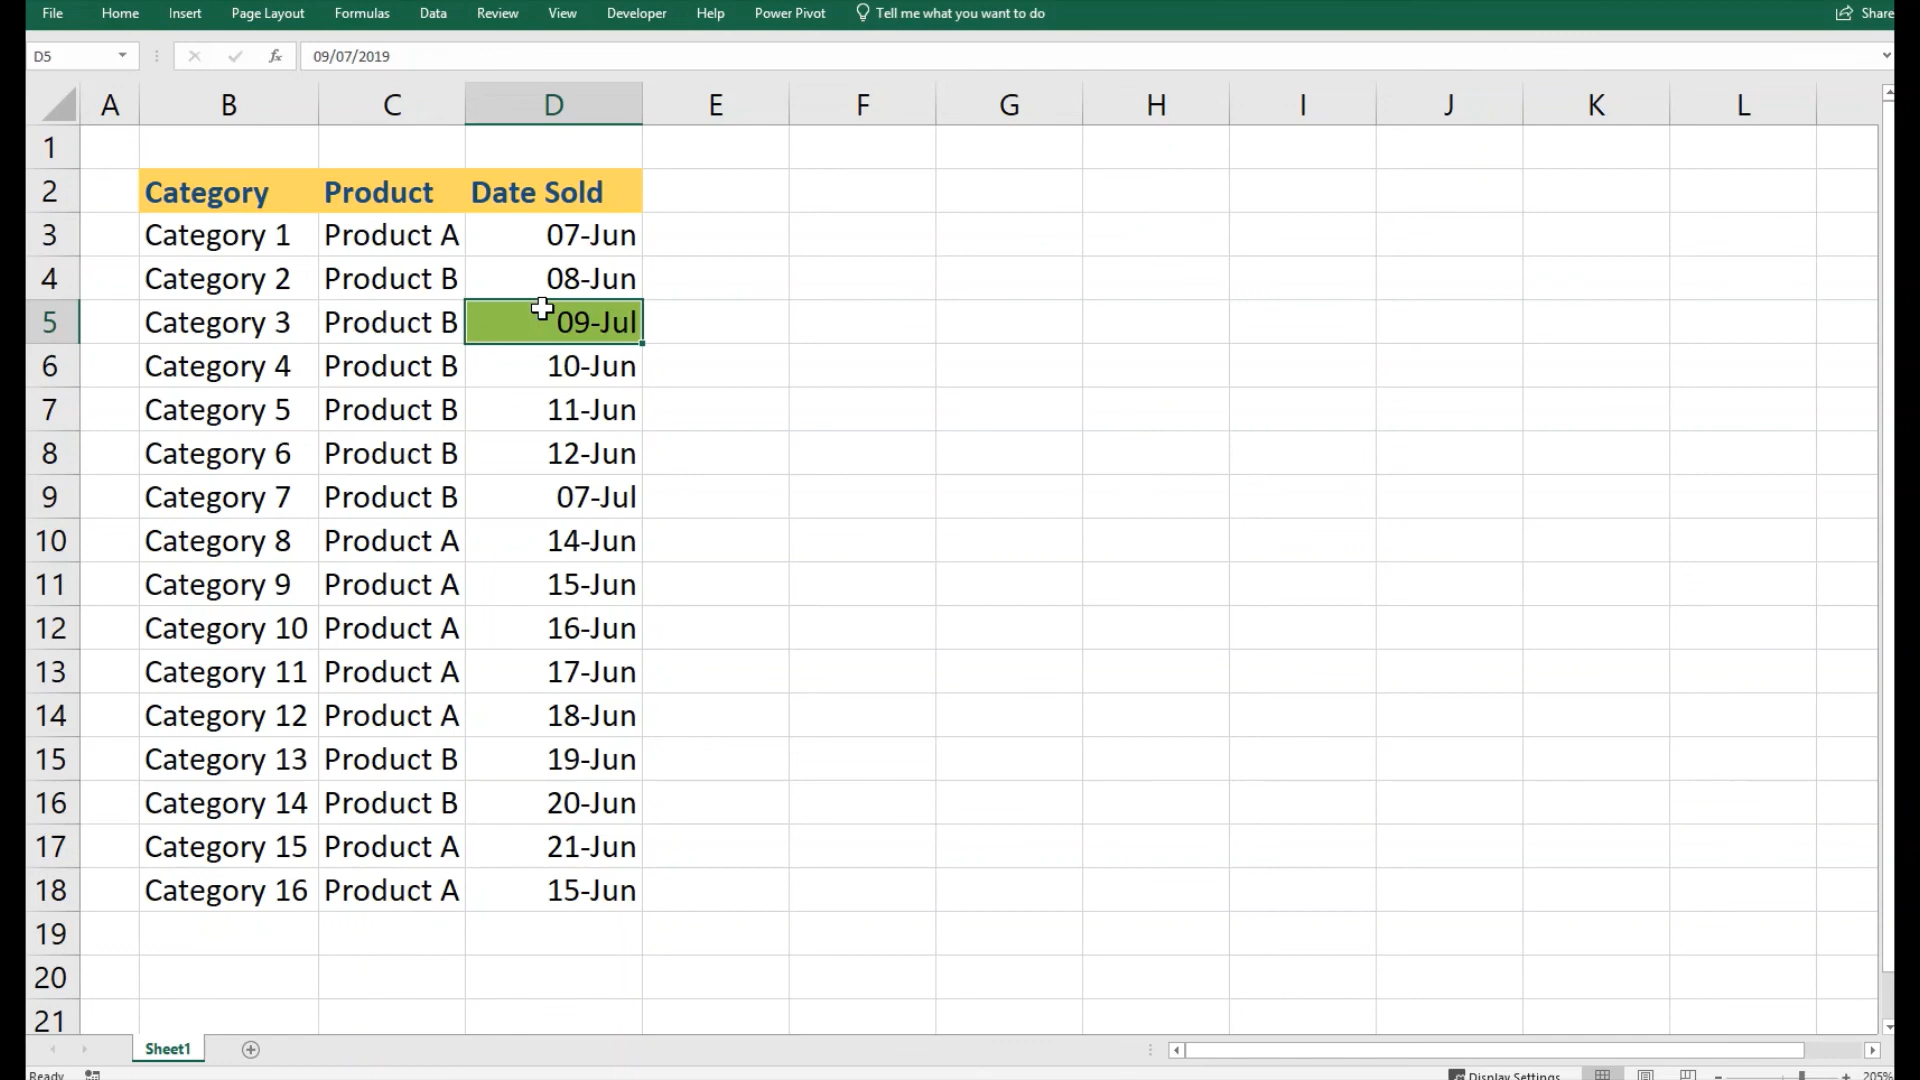 File Home Insert Page Layout Formulas Data Review View Developer Help Power Pivot Tell me what you want to do Share
D5 fx 09/07/2019
A B C D E F G H I J K L
1
2 Category Product Date Sold
3 Category 1 Product A 07-Jun
4 Category 2 Product B 08-Jun
5 Category 3 Product B 09-Jul
6 Category 4 Product B 10-Jun
7 Category 5 Product B 11-Jun
8 Category 6 Product B 12-Jun
9 Category 7 Product B 07-Jul
10 Category 8 Product A 14-Jun
11 Category 9 Product A 15-Jun
12 Category 10 Product A 16-Jun
13 Category 11 Product A 17-Jun
14 Category 12 Product A 18-Jun
15 Category 13 Product B 19-Jun
16 Category 14 Product B 20-Jun
17 Category 15 Product A 21-Jun
18 Category 16 Product A 15-Jun
19
20
21
Sheet1
Ready Display Settings 205%